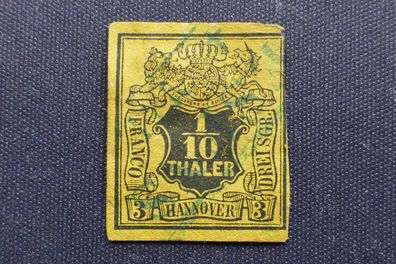 1
10
THALER
FRANCO
DREI SGR
3 HANNOVER 3